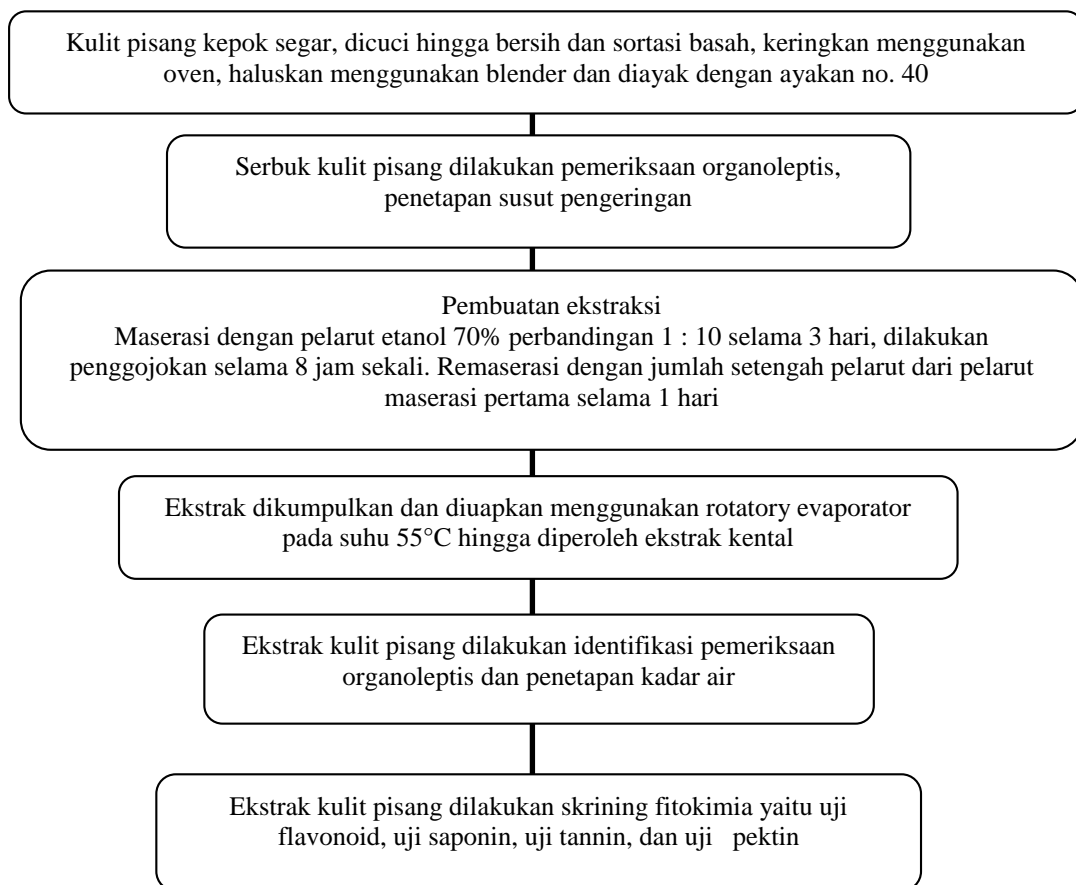 Kulit pisang kepok segar, dicuci hingga bersih dan sortasi basah, keringkan menggunakan
oven, haluskan menggunakan blender dan diayak dengan ayakan no. 40
Serbuk kulit pisang dilakukan pemeriksaan organoleptis,
penetapan susut pengeringan
Pembuatan ekstraksi
Maserasi dengan pelarut etanol 70% perbandingan 1 : 10 selama 3 hari, dilakukan
penggojokan selama 8 jam sekali. Remaserasi dengan jumlah setengah pelarut dari pelarut
maserasi pertama selama 1 hari
Ekstrak dikumpulkan dan diuapkan menggunakan rotatory evaporator
pada suhu 55°C hingga diperoleh ekstrak kental
Ekstrak kulit pisang dilakukan identifikasi pemeriksaan
organoleptis dan penetapan kadar air
Ekstrak kulit pisang dilakukan skrining fitokimia yaitu uji
flavonoid, uji saponin, uji tannin, dan uji pektin